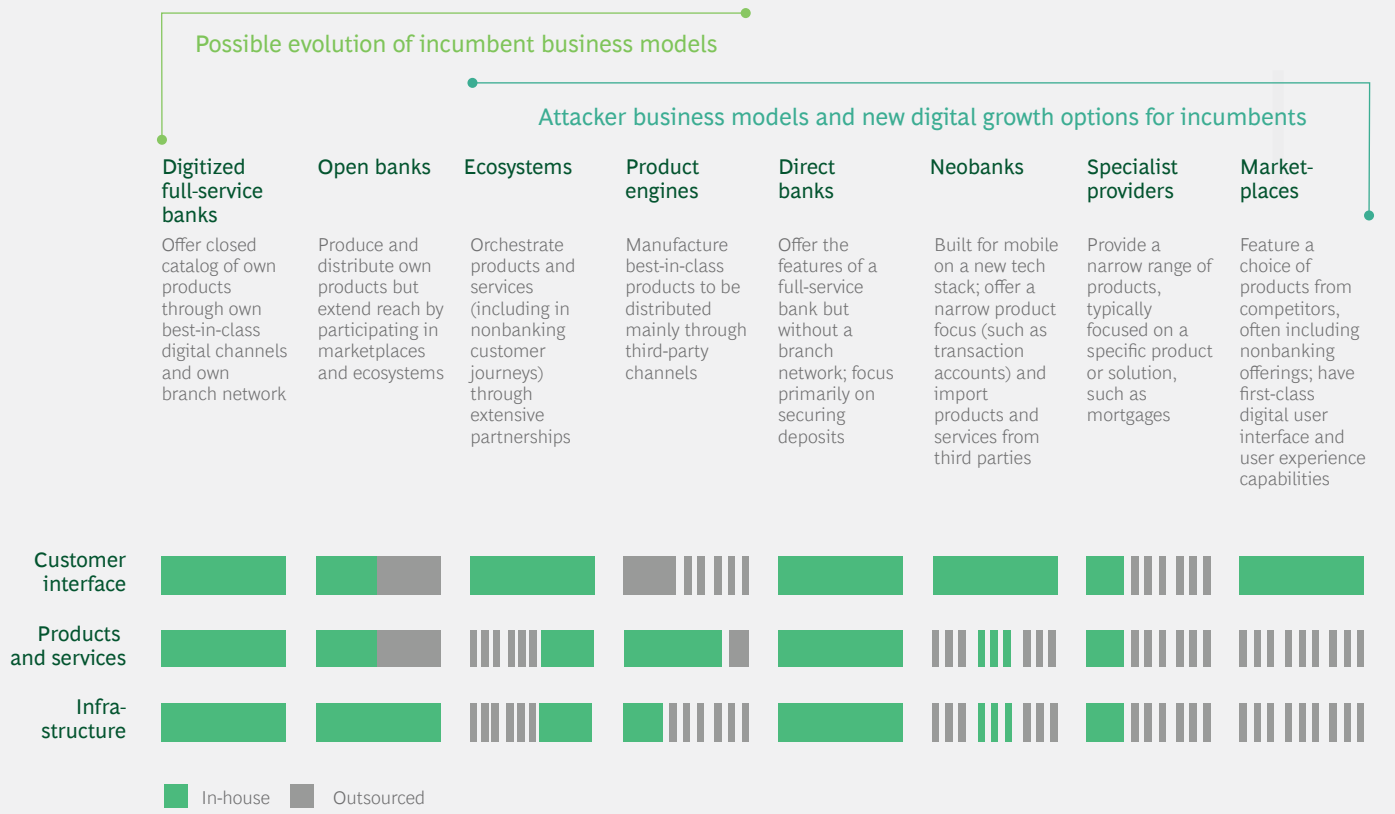 Possible evolution of incumbent business models
Attacker business models and new digital growth options for incumbents
Digitized
full-service
banks
Offer closed
catalog of own
products
through own
best-in-class
digital channels
and own
branch network
Open banks
Produce and
distribute own
products but
extend reach by
participating in
marketplaces
and ecosystems
Ecosystems
Orchestrate
products and
services
(including in
nonbanking
customer
journeys)
through
extensive
partnerships
Product
engines
Manufacture
best-in-class
products to be
distributed
mainly through
third-party
channels
Direct
banks
Offer the
features of a
full-service
bank but
without a
branch
network; focus
primarily on
securing
deposits
Neobanks
Built for mobile
on a new tech
stack; offer a
narrow product
focus (such as
transaction
accounts) and
import
products and
services from
third parties
Specialist
providers
Provide a
narrow range of
products,
typically
focused on a
specific product
or solution,
such as
mortgages
Market-
places
Feature a
choice of
products from
competitors,
often including
nonbanking
offerings; have
first-class
digital user
interface and
user experience
capabilities
Customer
interface
Products
and services
Infra-
structure
In-house
Outsourced